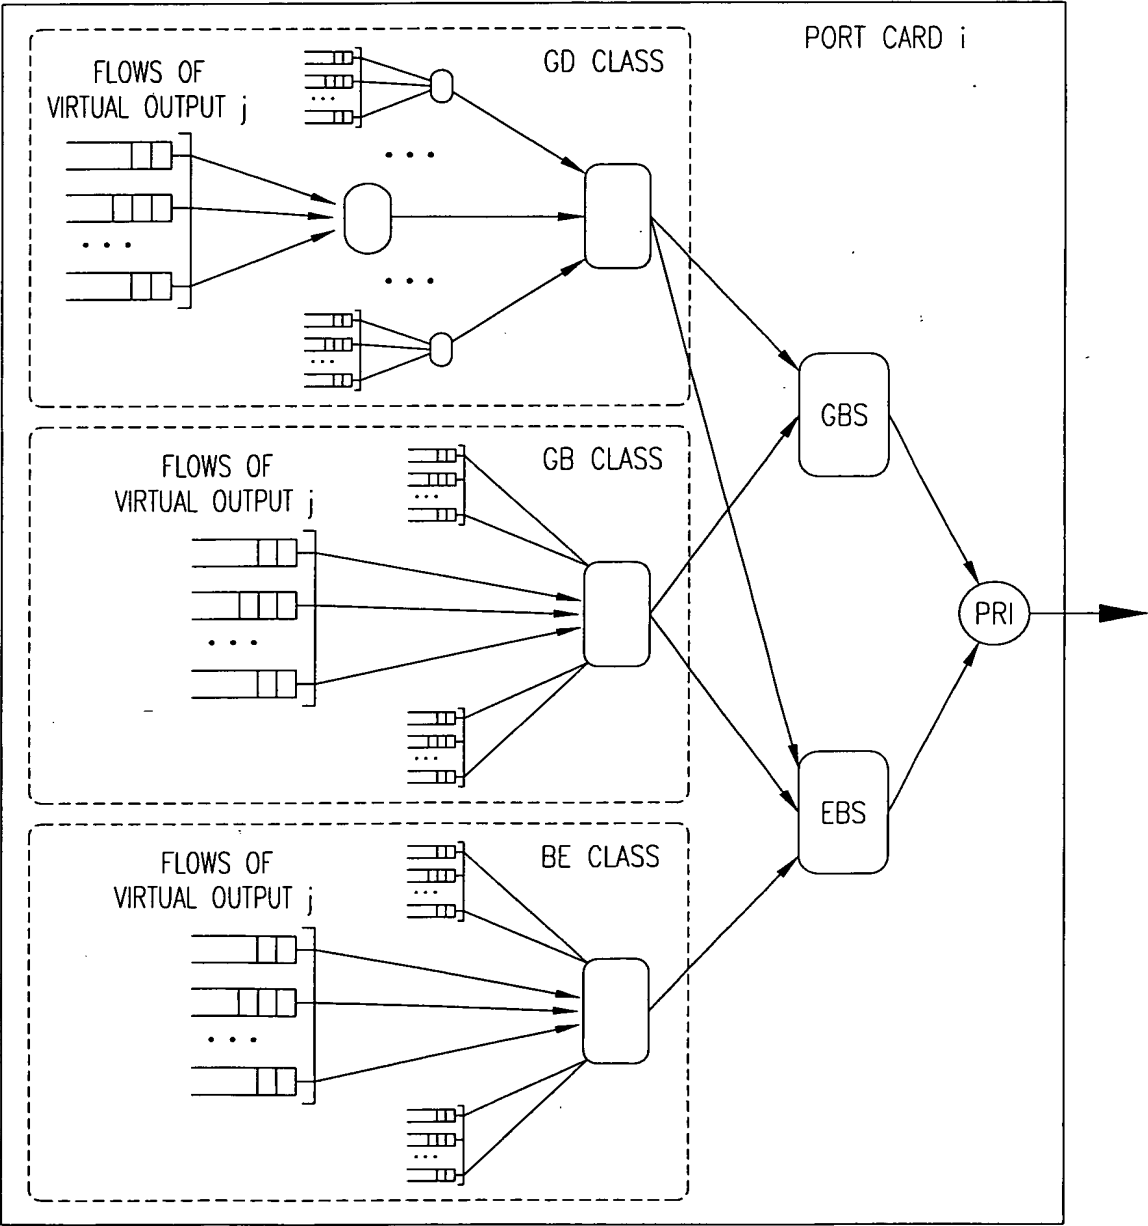 PORT CARD i
GD CLASS
FLOWS OF
VIRTUAL OUTPUT j
GBS
GB CLASS
FLOWS OF
VIRTUAL OUTPUT j
PRI
EBS
BE CLASS
FLOWS OF
VIRTUAL OUTPUT j